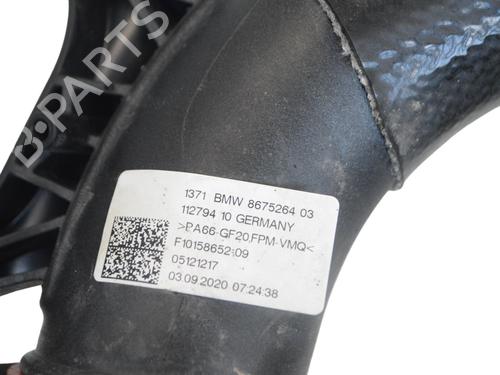 B-PARTS
1371 BMW 8675264 03
112794 10 GERMANY
>PA66-GF20,FPM-VMQ<
F10158652-09
05121217
03.09.2020 07:24:38